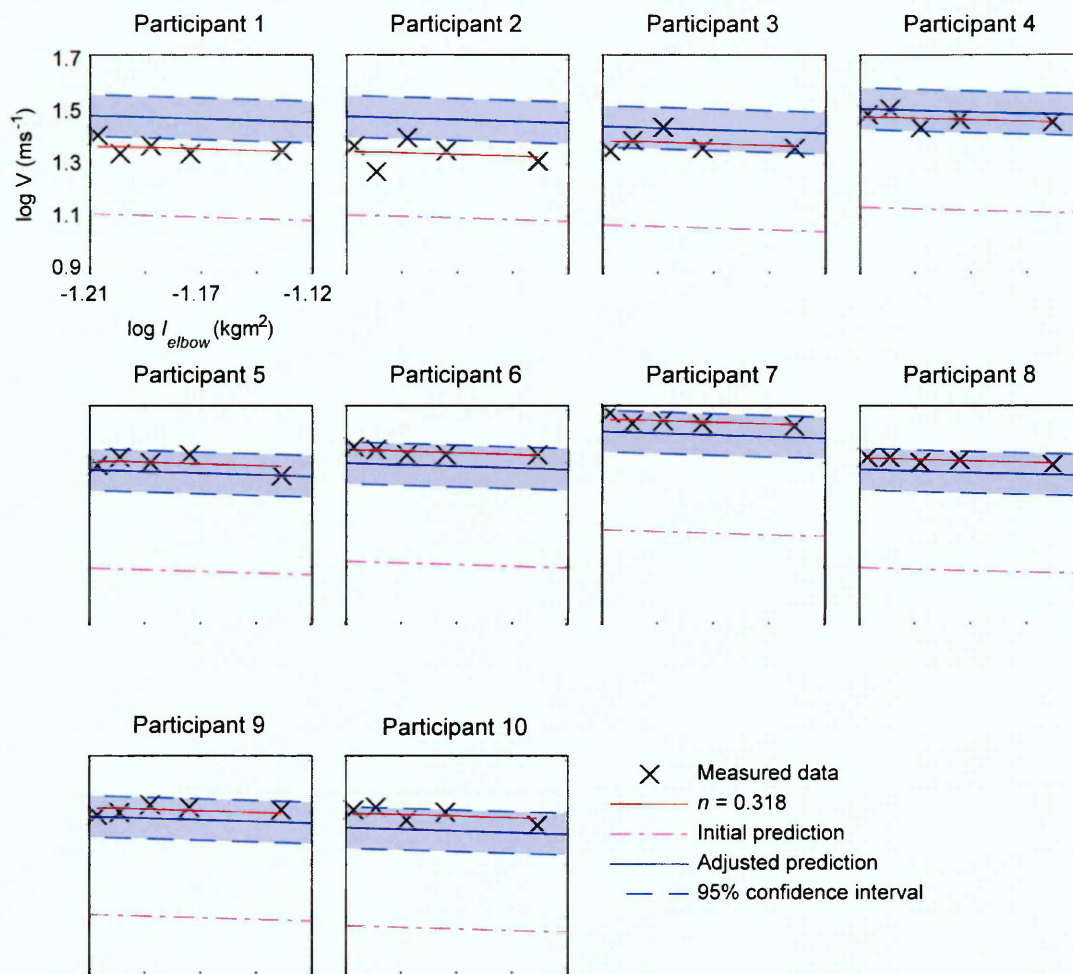 Participant 1 Participant 2 Participant 3 Participant 4
1.7
1.5
1.3
1.1
0.9
log V (ms⁻¹)
-1.21 -1.17 -1.12
log I_elbow (kgm²)
Participant 5 Participant 6 Participant 7 Participant 8
Participant 9 Participant 10
Measured data
n = 0.318
Initial prediction
Adjusted prediction
95% confidence interval